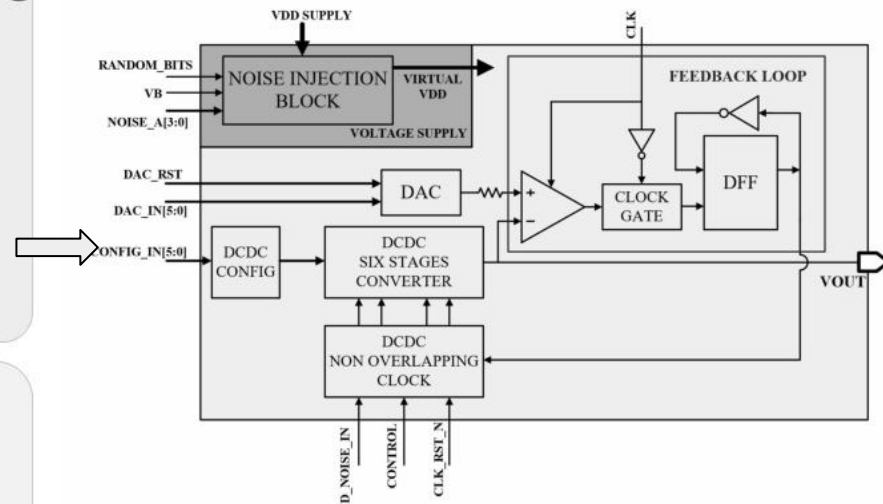 VDD SUPPLY
CLK
RANDOM_BITS
VB
NOISE_A[3:0]
NOISE INJECTION
BLOCK
VIRTUAL
VDD
VOLTAGE SUPPLY
FEEDBACK LOOP
DAC_RST
DAC_IN[5:0]
DAC
+
−
CLOCK
GATE
DFF
CONFIG_IN[5:0]
DCDC
CONFIG
DCDC
SIX STAGES
CONVERTER
VOUT
DCDC
NON OVERLAPPING
CLOCK
D_NOISE_IN
CONTROL
CLK_RST_N